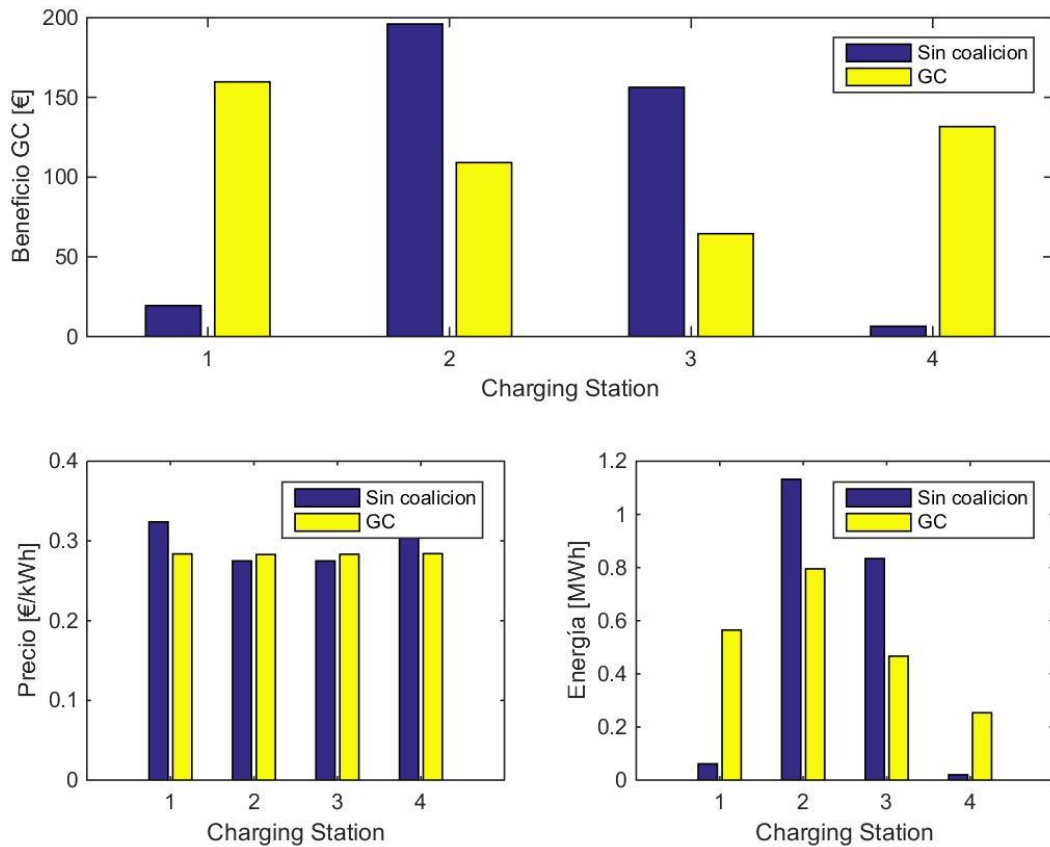 200
150
100
50
0
Beneficio GC [€]
Sin coalicion
GC
1 2 3 4
Charging Station
0.4
0.3
0.2
0.1
0
Precio [€/kWh]
Sin coalicion
GC
1 2 3 4
Charging Station
1.2
1
0.8
0.6
0.4
0.2
0
Energía [MWh]
Sin coalicion
GC
1 2 3 4
Charging Station